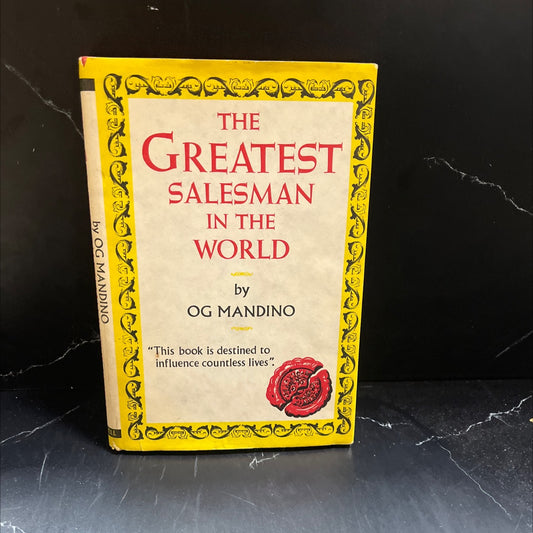 THE
GREATEST
SALESMAN
IN THE
WORLD
by
OG MANDINO
"This book is destined to
influence countless lives".
by OG MANDINO